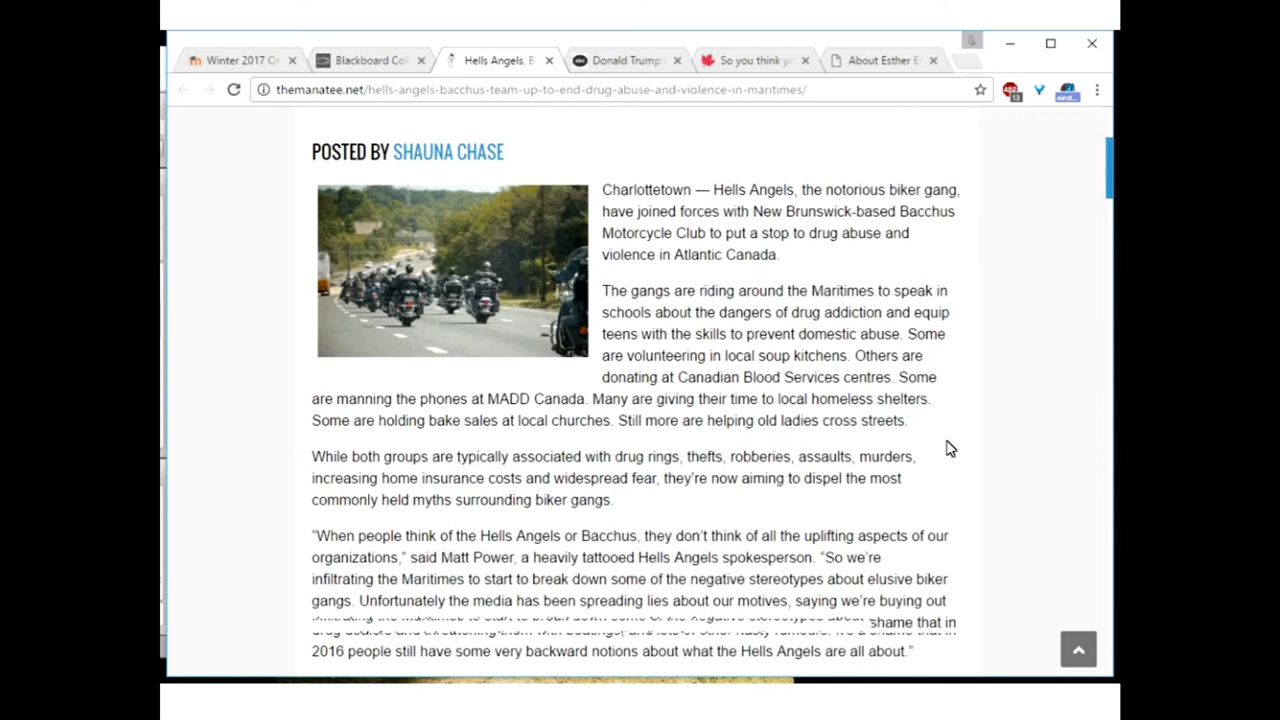 Winter 2017 O
Blackboard Co
Hells Angels, B
Donald Trump
So you think y
About Esther E
themanatee.net/hells-angels-bacchus-team-up-to-end-drug-abuse-and-violence-in-maritimes/
13
POSTED BY SHAUNA CHASE
Charlottetown — Hells Angels, the notorious biker gang,
have joined forces with New Brunswick-based Bacchus
Motorcycle Club to put a stop to drug abuse and
violence in Atlantic Canada.
The gangs are riding around the Maritimes to speak in
schools about the dangers of drug addiction and equip
teens with the skills to prevent domestic abuse. Some
are volunteering in local soup kitchens. Others are
donating at Canadian Blood Services centres. Some
are manning the phones at MADD Canada. Many are giving their time to local homeless shelters.
Some are holding bake sales at local churches. Still more are helping old ladies cross streets.
While both groups are typically associated with drug rings, thefts, robberies, assaults, murders,
increasing home insurance costs and widespread fear, they're now aiming to dispel the most
commonly held myths surrounding biker gangs.
“When people think of the Hells Angels or Bacchus, they don't think of all the uplifting aspects of our
organizations,” said Matt Power, a heavily tattooed Hells Angels spokesperson. “So we're
infiltrating the Maritimes to start to break down some of the negative stereotypes about elusive biker
gangs. Unfortunately the media has been spreading lies about our motives, saying we're buying out
shame that in
2016 people still have some very backward notions about what the Hells Angels are all about.”